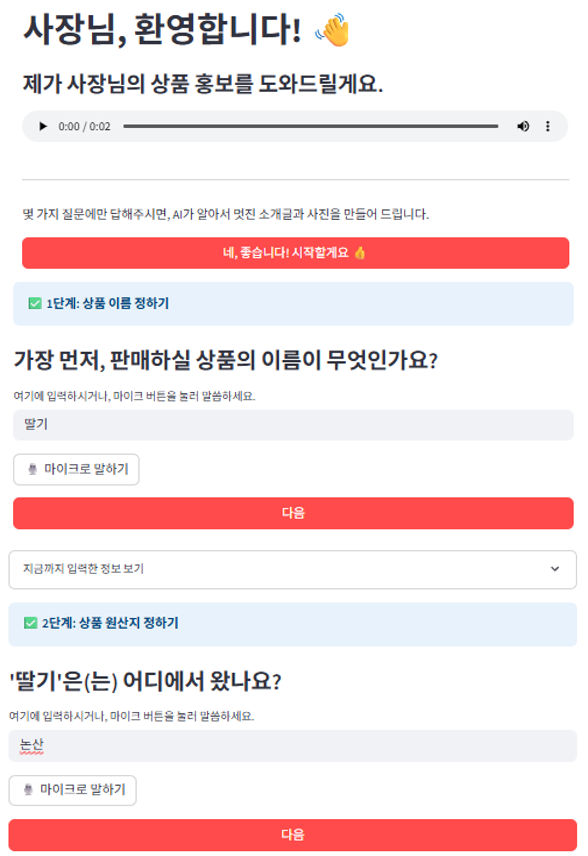 사장님, 환영합니다! 👋
제가 사장님의 상품 홍보를 도와드릴게요.
0:00 / 0:02
몇 가지 질문에만 답해주시면, AI가 알아서 멋진 소개글과 사진을 만들어 드립니다.
네, 좋습니다! 시작할게요 👍
✅ 1단계: 상품 이름 정하기
가장 먼저, 판매하실 상품의 이름이 무엇인가요?
여기에 입력하시거나, 마이크 버튼을 눌러 말씀하세요.
딸기
🎙️ 마이크로 말하기
다음
지금까지 입력한 정보 보기
✅ 2단계: 상품 원산지 정하기
'딸기'은(는) 어디에서 왔나요?
여기에 입력하시거나, 마이크 버튼을 눌러 말씀하세요.
논산
🎙️ 마이크로 말하기
다음